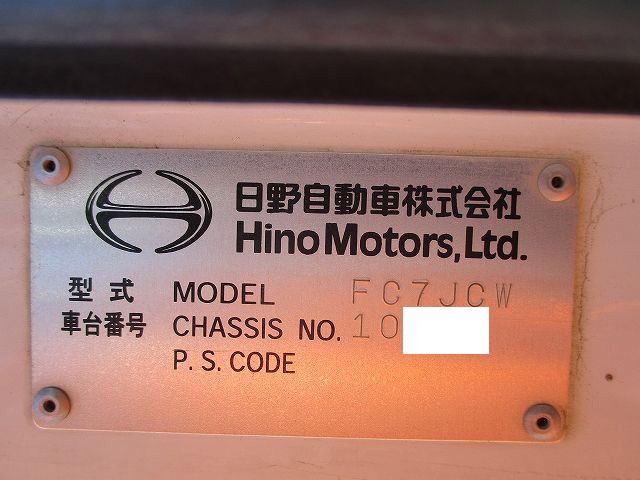 日野自動車株式会社
Hino Motors, Ltd.
型式 MODEL FC7JCW
車台番号 CHASSIS NO. 10
P. S. CODE